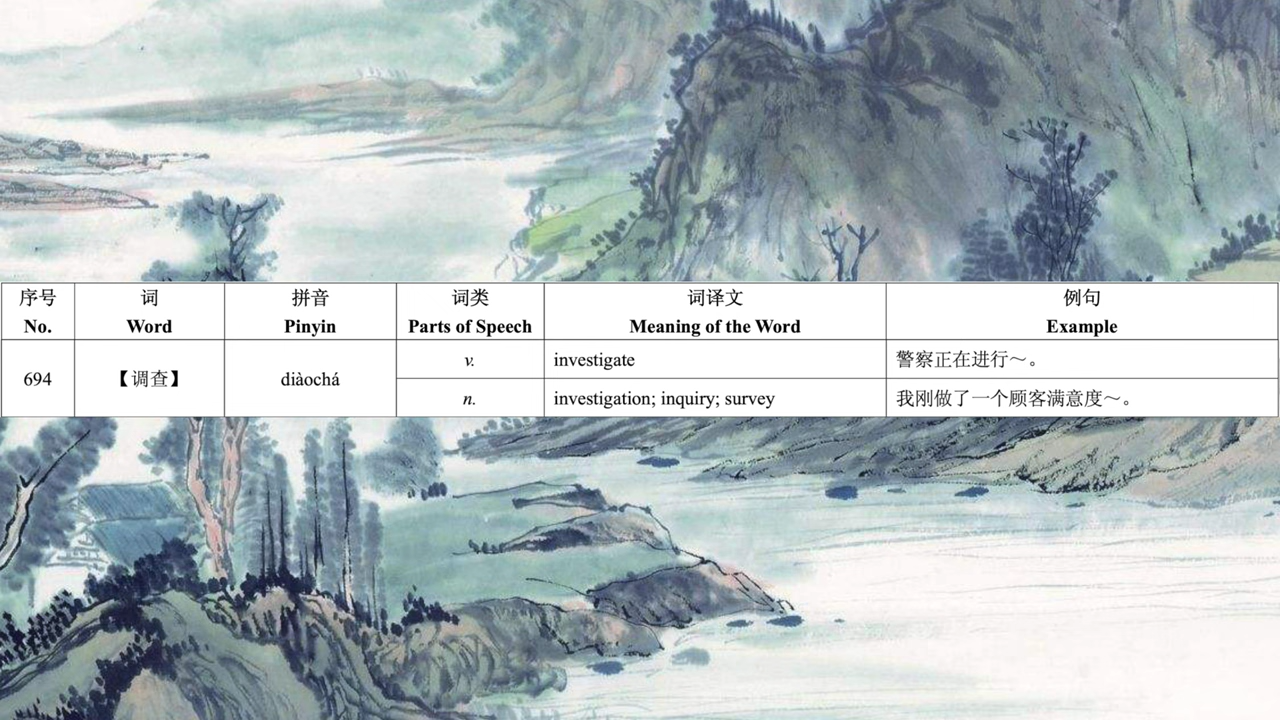 序号 词 拼音 词类 词译文 例句
No. Word Pinyin Parts of Speech Meaning of the Word Example
694 【调查】 diàochá v. investigate 警察正在进行～。
n. investigation; inquiry; survey 我刚做了一个顾客满意度～。